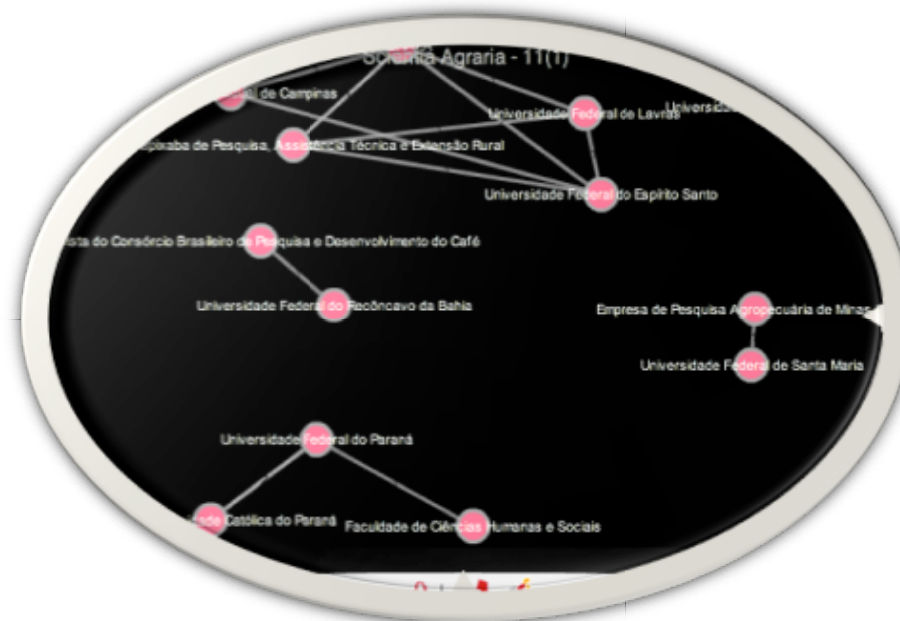 Scientia Agraria - 11(1)
de Campinas
Universidade Federal de Lavras
de Pesquisa, Assistência Técnica e Extensão Rural
Universidade Federal do Espírito Santo
do Consórcio Brasileiro de Pesquisa e Desenvolvimento do Café
Universidade Federal do Recôncavo da Bahia
Empresa de Pesquisa Agropecuária de Minas
Universidade Federal de Santa Maria
Universidade Federal do Paraná
Católica do Paraná
Faculdade de Ciências Humanas e Sociais